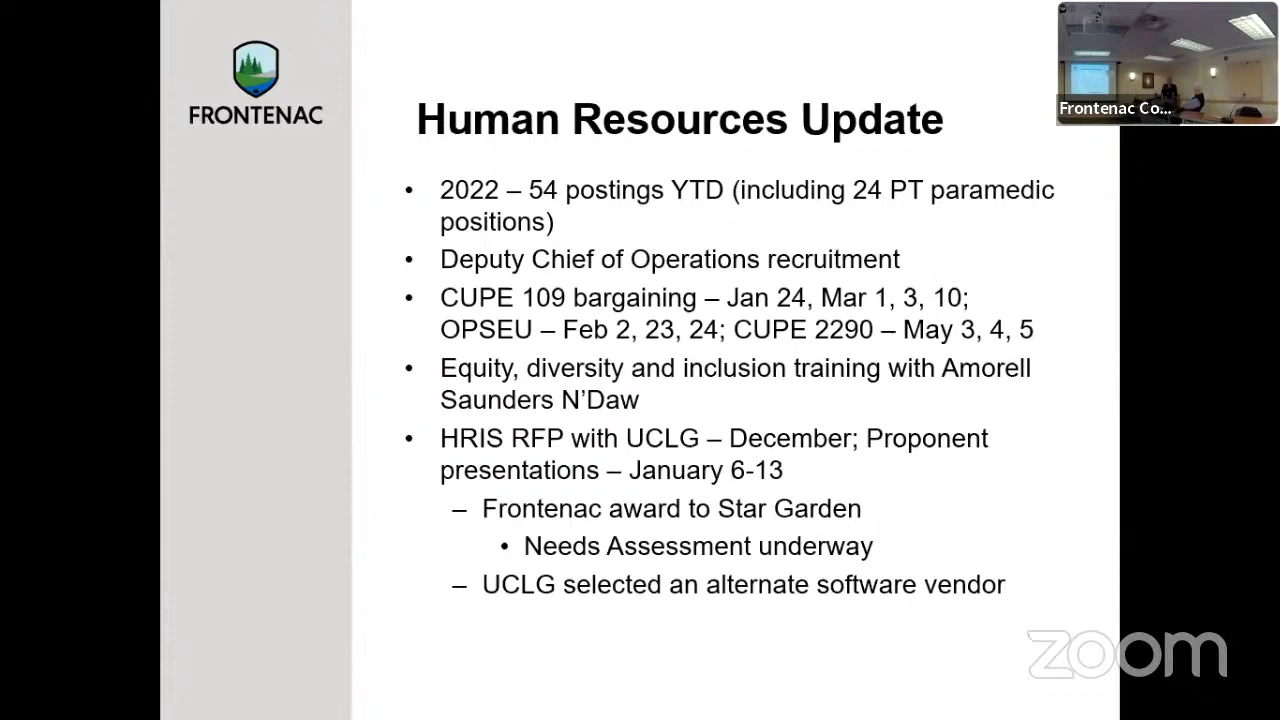 FRONTENAC
Human Resources Update
Frontenac Co...
• 2022 – 54 postings YTD (including 24 PT paramedic
positions)
• Deputy Chief of Operations recruitment
• CUPE 109 bargaining – Jan 24, Mar 1, 3, 10;
OPSEU – Feb 2, 23, 24; CUPE 2290 – May 3, 4, 5
• Equity, diversity and inclusion training with Amorell
Saunders N’Daw
• HRIS RFP with UCLG – December; Proponent
presentations – January 6-13
– Frontenac award to Star Garden
• Needs Assessment underway
– UCLG selected an alternate software vendor
zoom